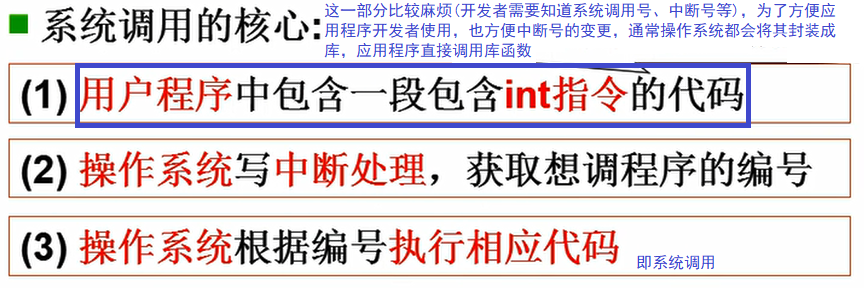 系统调用的核心:
这一部分比较麻烦(开发者需要知道系统调用号、中断号等)，为了方便应
用程序开发者使用，也方便中断号的变更，通常操作系统都会将其封装成
库，应用程序直接调用库函数
(1) 用户程序中包含一段包含int指令的代码
(2) 操作系统写中断处理，获取想调程序的编号
(3) 操作系统根据编号执行相应代码
即系统调用